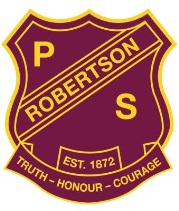 P
ROBERTSON
S
EST. 1872
TRUTH - HONOUR - COURAGE